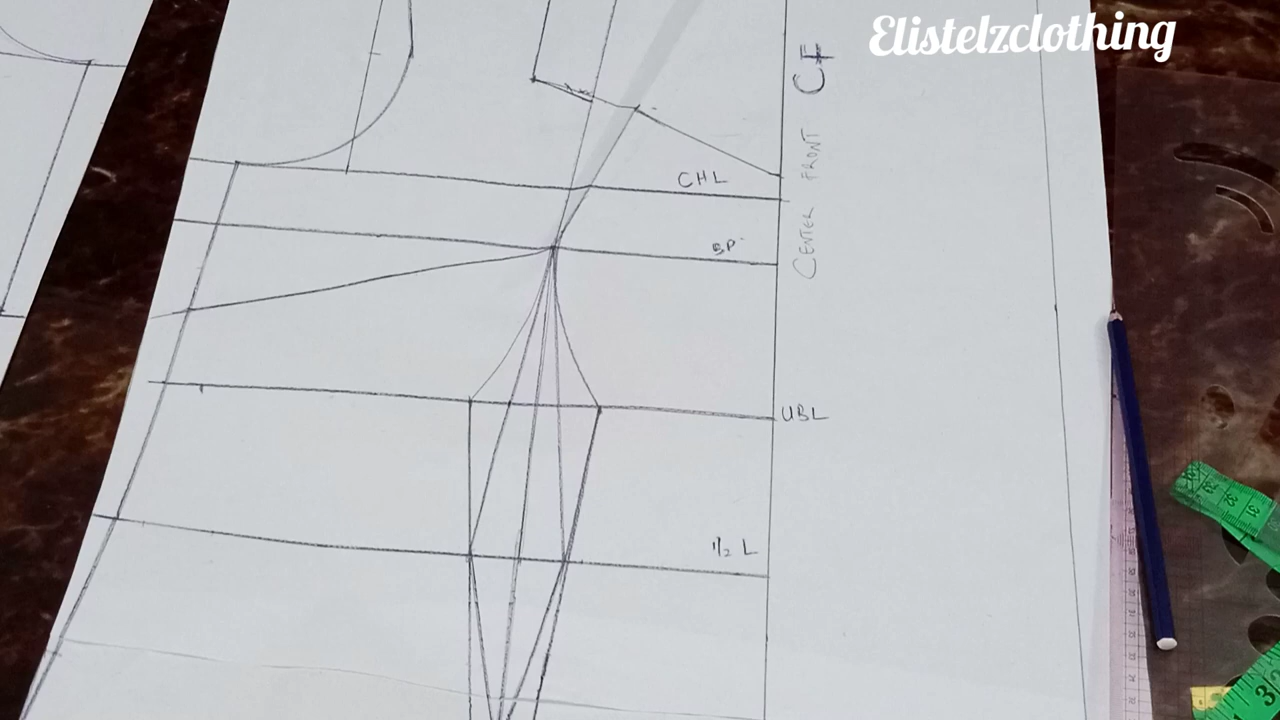 Elistelzclothing
CF
CENTER FRONT
CHL
BP
UBL
1/2 L